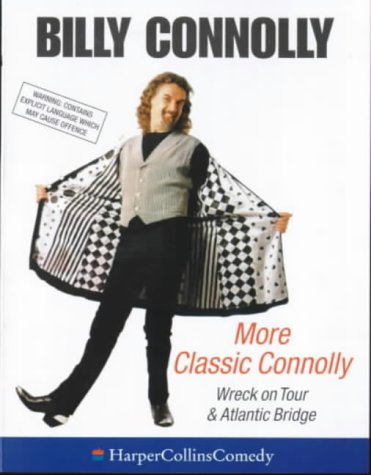 BILLY CONNOLLY
WARNING: CONTAINS
EXPLICIT LANGUAGE WHICH
MAY CAUSE OFFENCE
More
Classic Connolly
Wreck on Tour
& Atlantic Bridge
HarperCollinsComedy